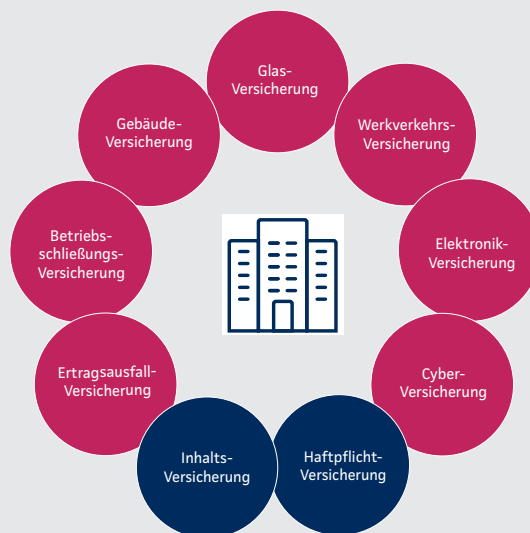 Glas-
Versicherung
Werkverkehrs-
Versicherung
Elektronik-
Versicherung
Cyber-
Versicherung
Haftpflicht-
Versicherung
Inhalts-
Versicherung
Ertragsausfall-
Versicherung
Betriebs-
schließungs-
Versicherung
Gebäude-
Versicherung